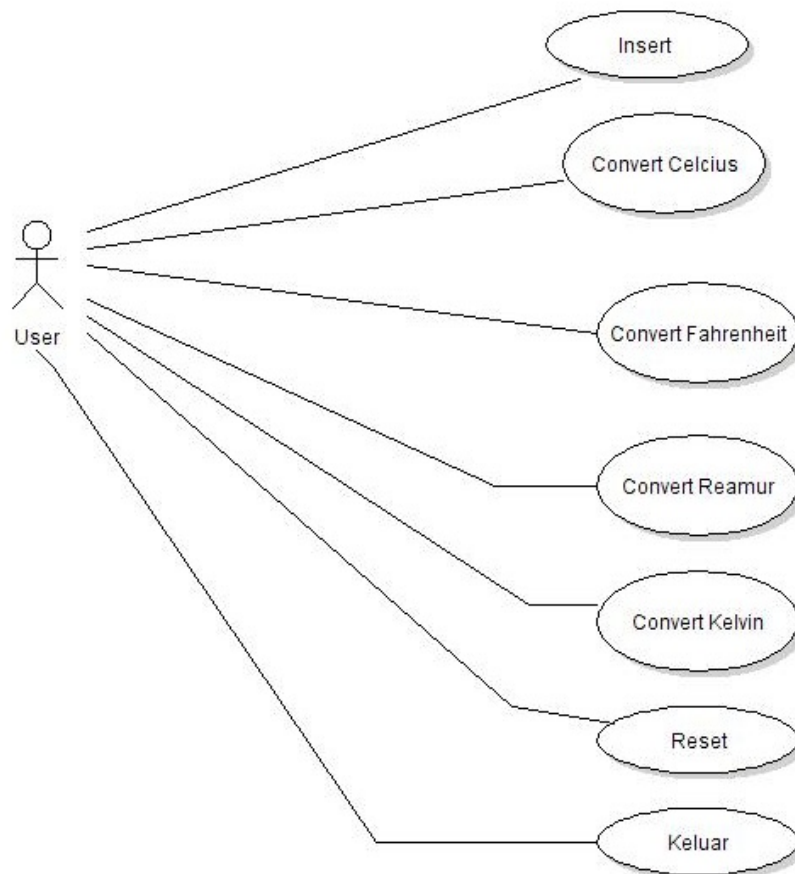 Insert
Convert Celcius
User
Convert Fahrenheit
Convert Reamur
Convert Kelvin
Reset
Keluar